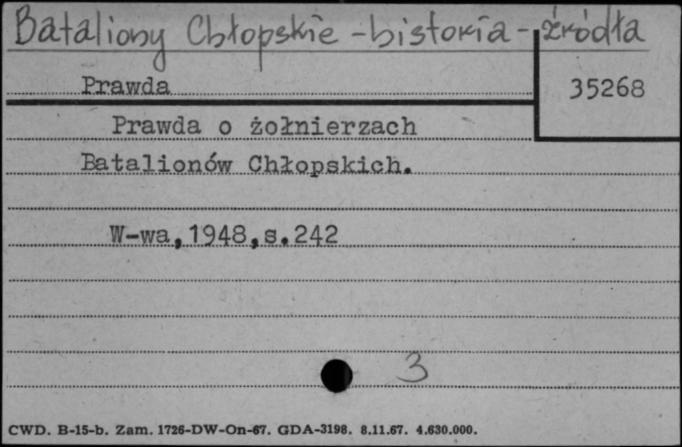 Bataliony Chłopskie - historia - źródła
Prawda
35268
Prawda o żołnierzach
Batalionów Chłopskich.
W-wa,1948,s.242
3
CWD. B-15-b. Zam. 1726-DW-On-67. GDA-3198. 8.11.67. 4.630.000.